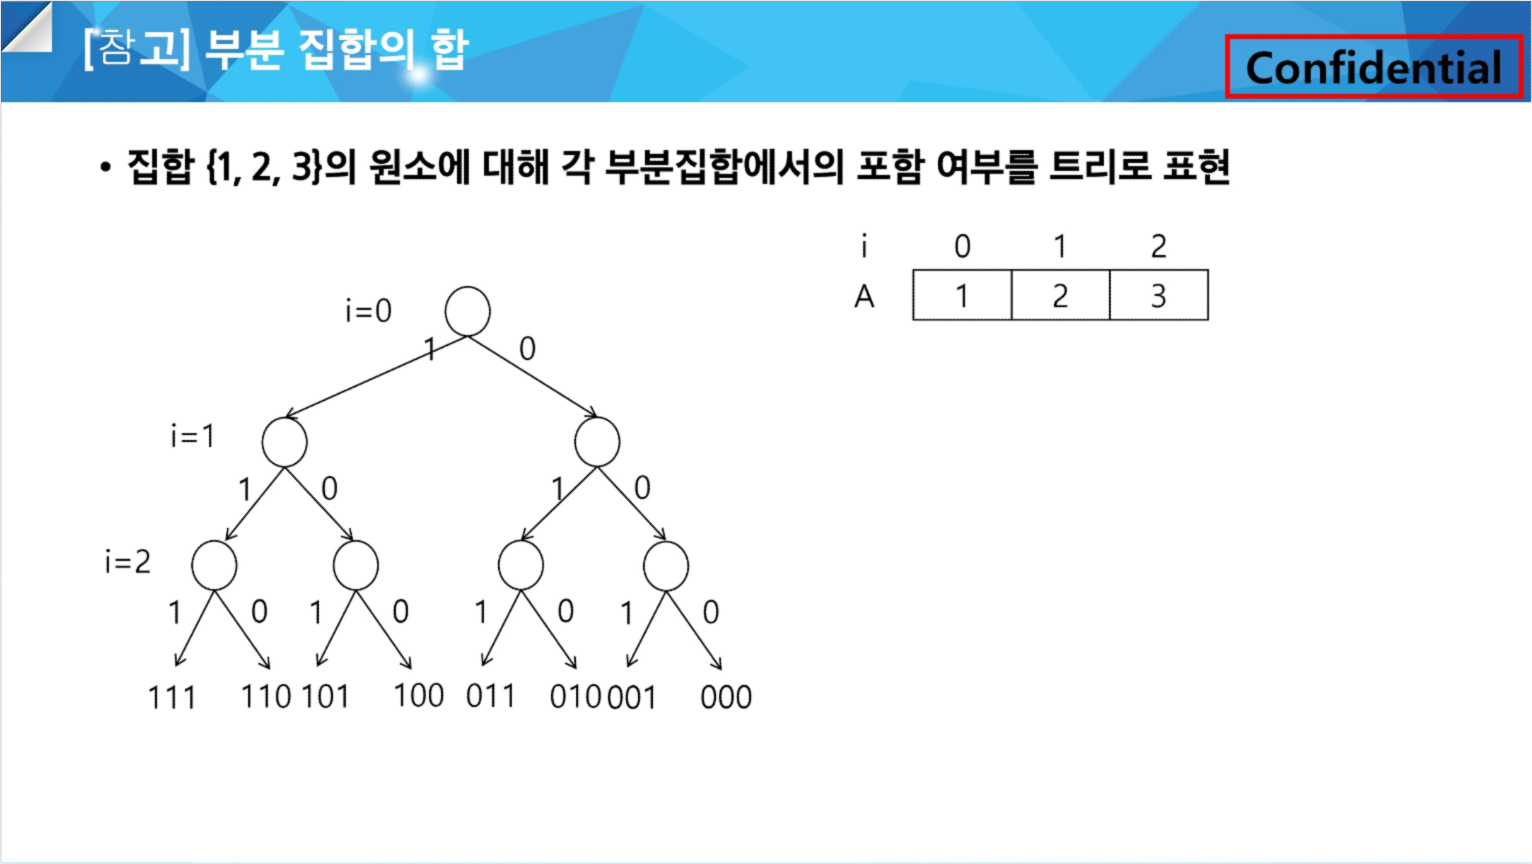 [참고] 부분 집합의 합
Confidential
• 집합 {1, 2, 3}의 원소에 대해 각 부분집합에서의 포함 여부를 트리로 표현
i 0 1 2
A 1 2 3
i=0
1 0
i=1
1 0 1 0
i=2
1 0 1 0 1 0 1 0
111 110 101 100 011 010 001 000